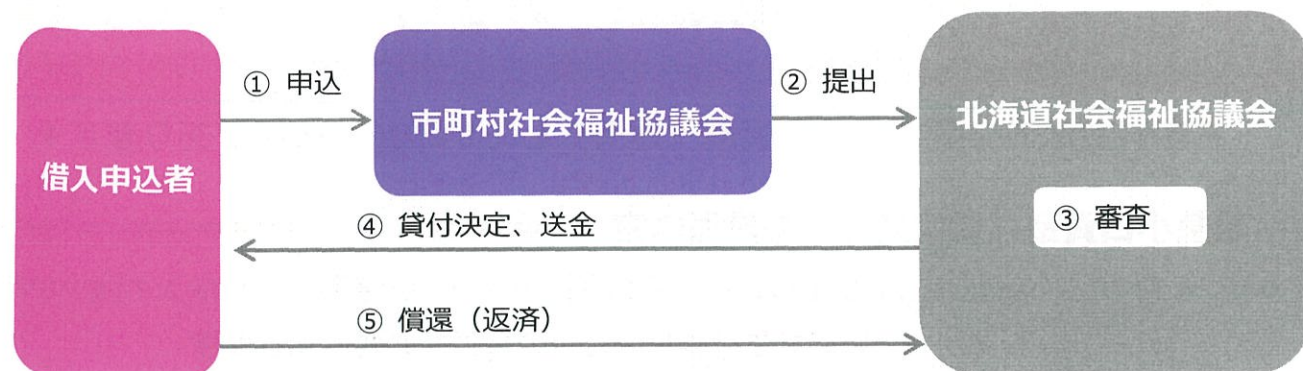 ① 申込
② 提出
借入申込者
市町村社会福祉協議会
北海道社会福祉協議会
③ 審査
④ 貸付決定、送金
⑤ 償還（返済）